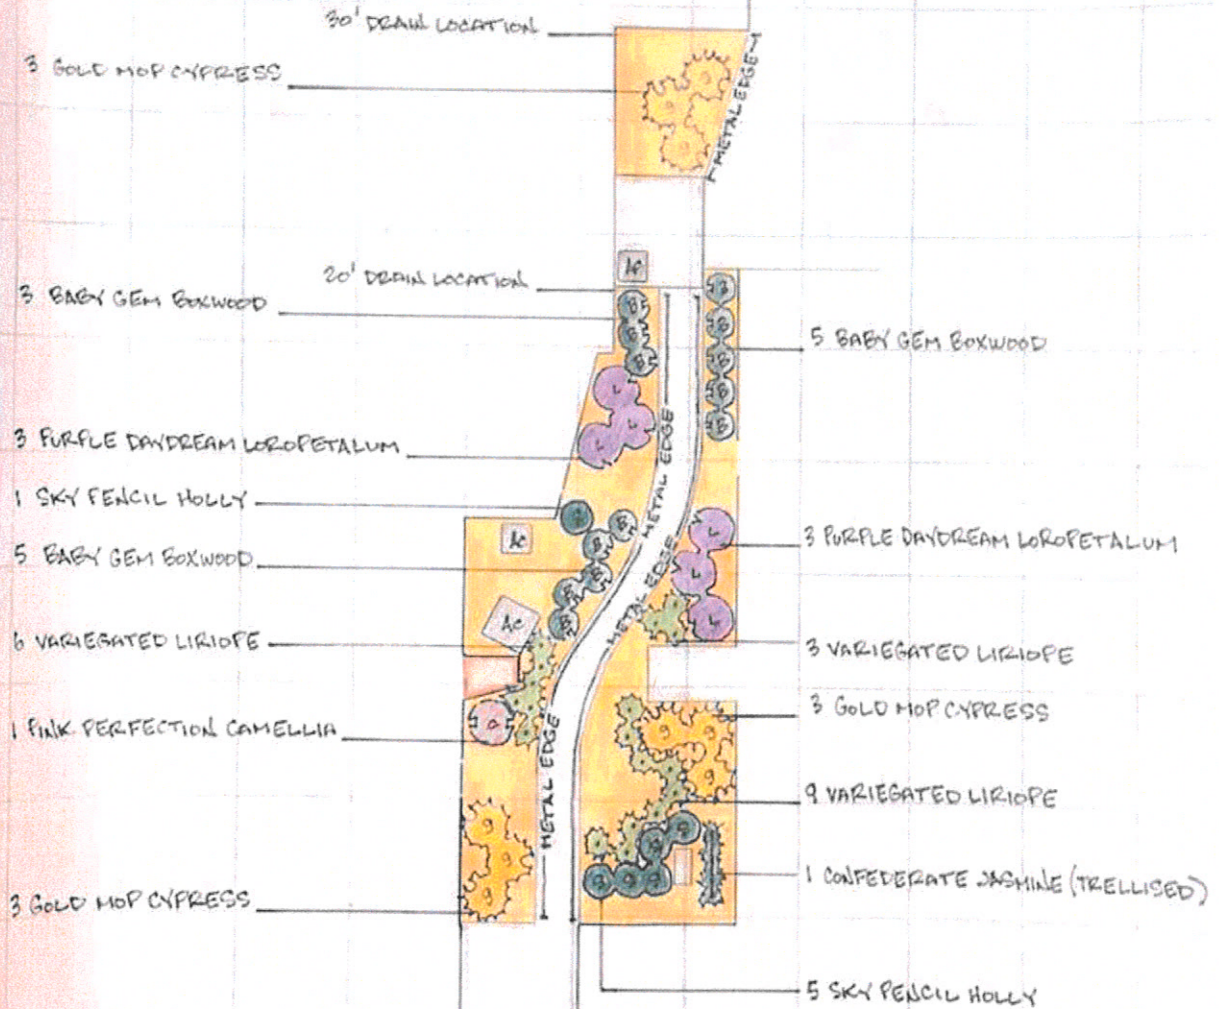 30' DRAIN LOCATION
3 GOLD MOP CYPRESS
METAL EDGE
AC
20' DRAIN LOCATION
3 BABY GEM BOXWOOD
B
B
B
B
B
B
B
B
5 BABY GEM BOXWOOD
L
L
L
METAL EDGE
3 PURPLE DAYDREAM LOROPETALUM
1 SKY PENCIL HOLLY
S
B
B
B
B
B
AC
L
L
L
3 PURPLE DAYDREAM LOROPETALUM
5 BABY GEM BOXWOOD
METAL EDGE
AC
6 VARIEGATED LIRIOPE
3 VARIEGATED LIRIOPE
3 GOLD MOP CYPRESS
1 PINK PERFECTION CAMELLIA
C
g
g
g
METAL EDGE
9 VARIEGATED LIRIOPE
g
g
g
S
S
S
S
S
1 CONFEDERATE JASMINE (TRELLISED)
3 GOLD MOP CYPRESS
5 SKY PENCIL HOLLY